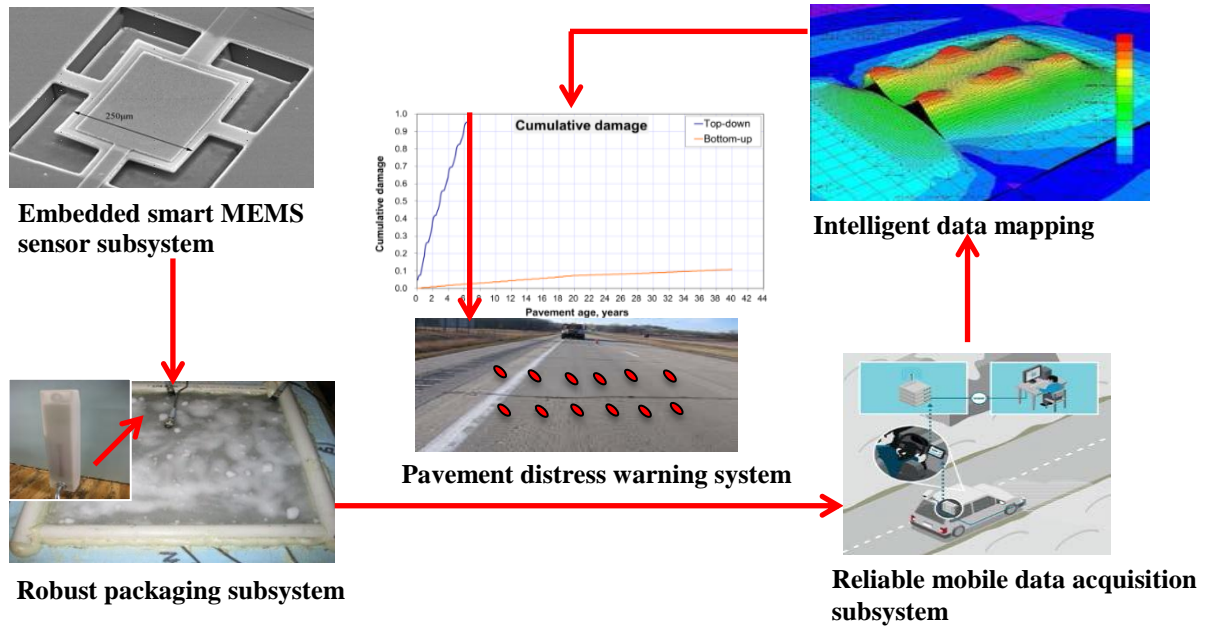 250μm
Embedded smart MEMS
sensor subsystem
Cumulative damage
Top-down
Bottom-up
Cumulative damage
1.0
0.9
0.8
0.7
0.6
0.5
0.4
0.3
0.2
0.1
0.0
0 2 4 6 8 10 12 14 16 18 20 22 24 26 28 30 32 34 36 38 40 42 44
Pavement age, years
Intelligent data mapping
Pavement distress warning system
Robust packaging subsystem
Reliable mobile data acquisition
subsystem